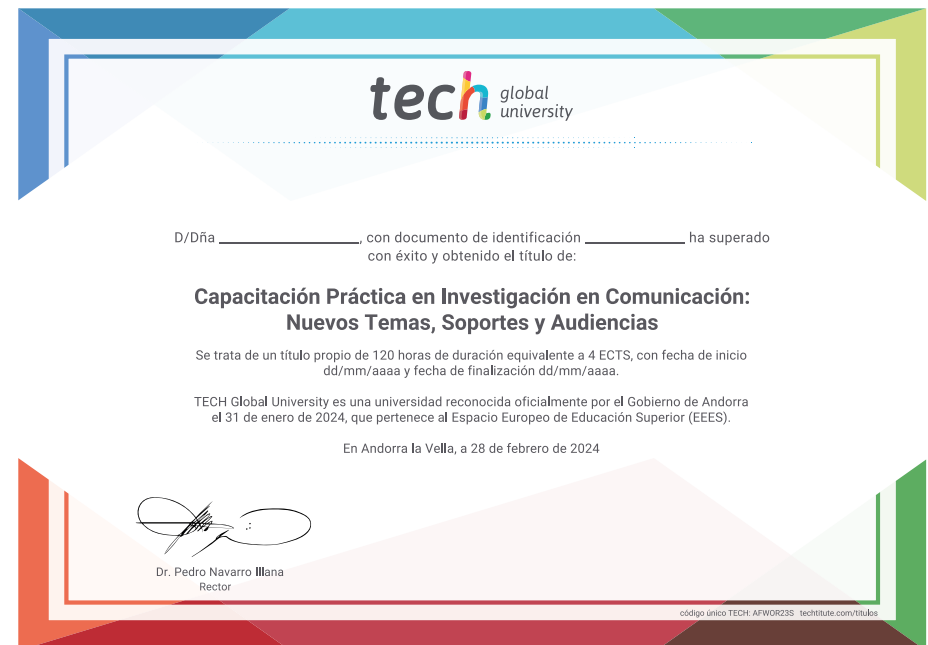 tech global university
D/Dña ____________________, con documento de identificación ______________ ha superado
con éxito y obtenido el título de:
Capacitación Práctica en Investigación en Comunicación:
Nuevos Temas, Soportes y Audiencias
Se trata de un título propio de 120 horas de duración equivalente a 4 ECTS, con fecha de inicio
dd/mm/aaaa y fecha de finalización dd/mm/aaaa.
TECH Global University es una universidad reconocida oficialmente por el Gobierno de Andorra
el 31 de enero de 2024, que pertenece al Espacio Europeo de Educación Superior (EEES).
En Andorra la Vella, a 28 de febrero de 2024
Dr. Pedro Navarro Illana
Rector
código único TECH: AFWOR23S techtitute.com/titulos